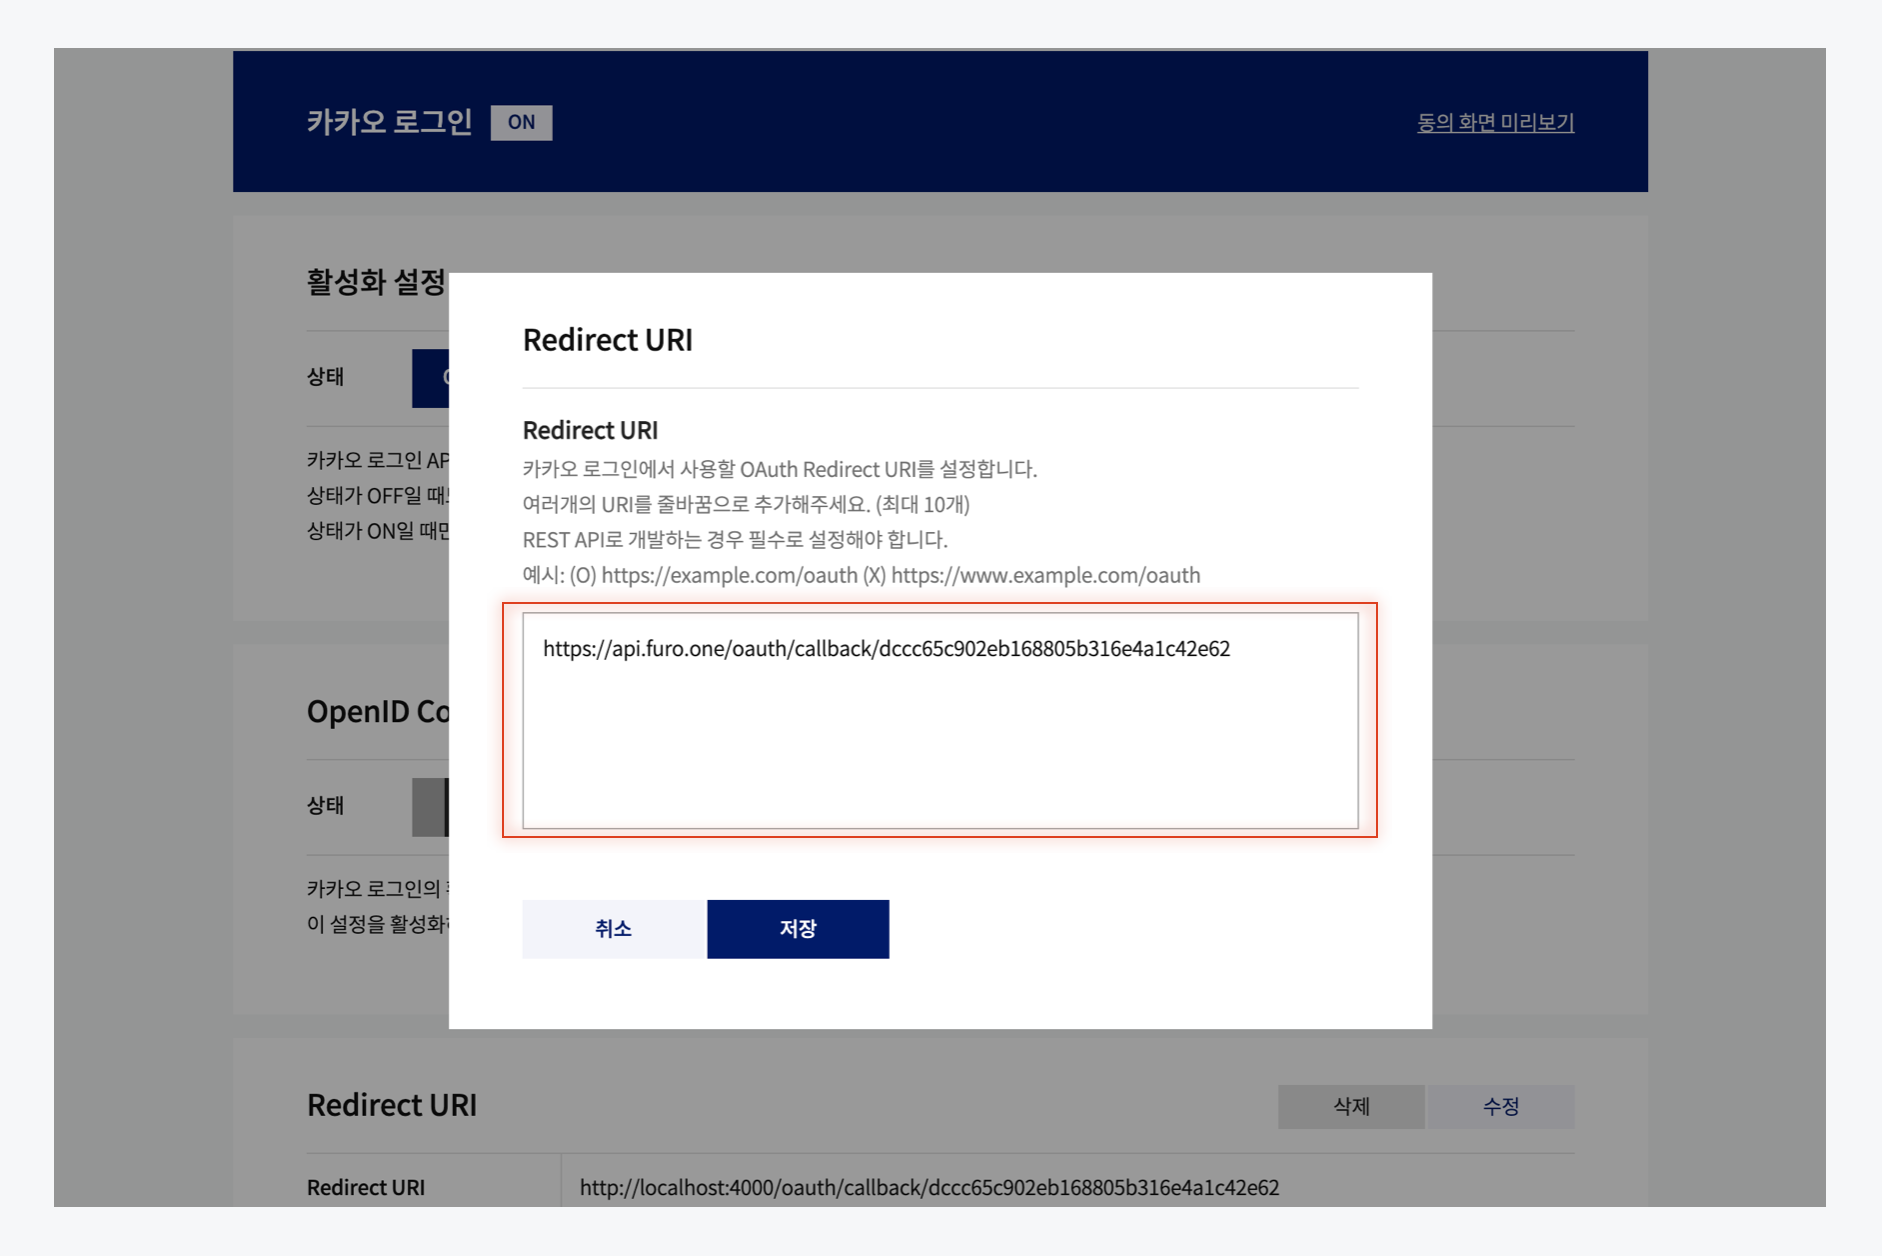 카카오 로그인 ON
동의 화면 미리보기
활성화 설정
상태
Redirect URI
Redirect URI
카카오 로그인에서 사용할 OAuth Redirect URI를 설정합니다.
여러개의 URI를 줄바꿈으로 추가해주세요. (최대 10개)
REST API로 개발하는 경우 필수로 설정해야 합니다.
예시: (O) https://example.com/oauth (X) https://www.example.com/oauth
https://api.furo.one/oauth/callback/dccc65c902eb168805b316e4a1c42e62
취소
저장
카카오 로그인 AP
상태가 OFF일 때
상태가 ON일 때만
OpenID Co
상태
카카오 로그인의
이 설정을 활성화
Redirect URI
삭제
수정
Redirect URI
http://localhost:4000/oauth/callback/dccc65c902eb168805b316e4a1c42e62